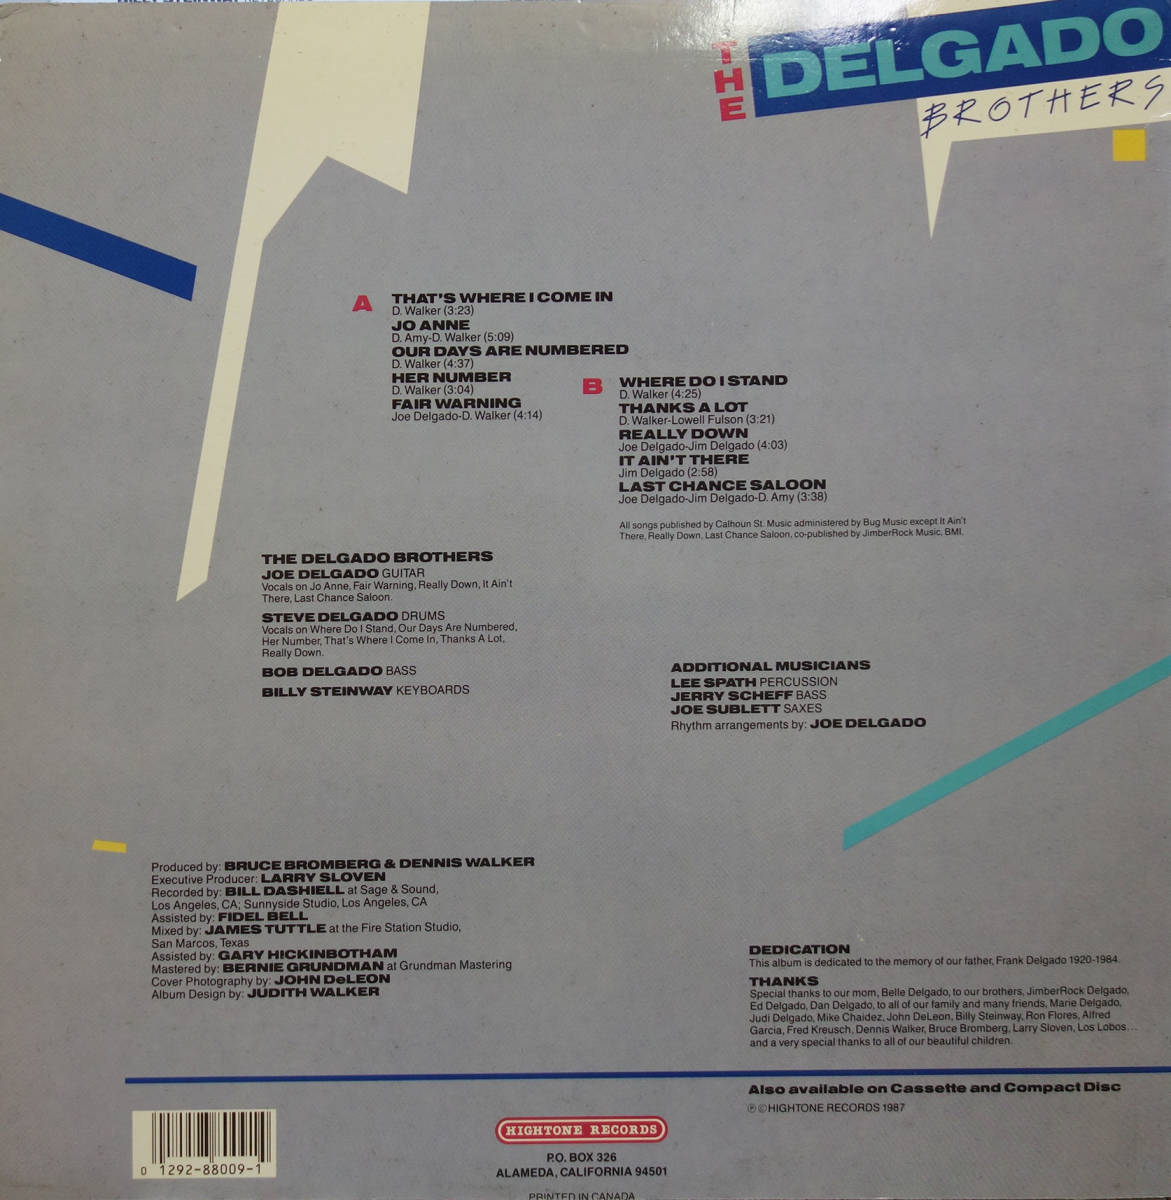 THE DELGADO
BROTHERS
A
THAT'S WHERE I COME IN
D. Walker (3:23)
JO ANNE
D. Amy-D. Walker (5:09)
OUR DAYS ARE NUMBERED
D. Walker (4:37)
HER NUMBER
D. Walker (3:04)
FAIR WARNING
Joe Delgado-D. Walker (4:14)
B
WHERE DO I STAND
D. Walker (4:25)
THANKS A LOT
D. Walker-Lowell Fulson (3:21)
REALLY DOWN
Joe Delgado-Jim Delgado (4:03)
IT AIN'T THERE
Jim Delgado (2:58)
LAST CHANCE SALOON
Joe Delgado-Jim Delgado-D. Amy (3:38)
All songs published by Calhoun St. Music administered by Bug Music except It Ain't
There, Really Down, Last Chance Saloon, co-published by JimberRock Music, BMI.
THE DELGADO BROTHERS
JOE DELGADO GUITAR
Vocals on Jo Anne, Fair Warning, Really Down, It Ain't
There, Last Chance Saloon.
STEVE DELGADO DRUMS
Vocals on Where Do I Stand, Our Days Are Numbered,
Her Number, That's Where I Come In, Thanks A Lot,
Really Down.
BOB DELGADO BASS
BILLY STEINWAY KEYBOARDS
ADDITIONAL MUSICIANS
LEE SPATH PERCUSSION
JERRY SCHEFF BASS
JOE SUBLETT SAXES
Rhythm arrangements by: JOE DELGADO
Produced by: BRUCE BROMBERG & DENNIS WALKER
Executive Producer: LARRY SLOVEN
Recorded by: BILL DASHIELL at Sage & Sound,
Los Angeles, CA; Sunnyside Studio, Los Angeles, CA
Assisted by: FIDEL BELL
Mixed by: JAMES TUTTLE at the Fire Station Studio,
San Marcos, Texas
Assisted by: GARY HICKINBOTHAM
Mastered by: BERNIE GRUNDMAN at Grundman Mastering
Cover Photography by: JOHN DeLEON
Album Design by: JUDITH WALKER
DEDICATION
This album is dedicated to the memory of our father, Frank Delgado 1920-1984.
THANKS
Special thanks to our mom, Belle Delgado, to our brothers, JimberRock Delgado,
Ed Delgado, Dan Delgado, to all of our family and many friends, Marie Delgado,
Judi Delgado, Mike Chaidez, John DeLeon, Billy Steinway, Ron Flores, Alfred
Garcia, Fred Kreusch, Dennis Walker, Bruce Bromberg, Larry Sloven, Los Lobos...
and a very special thanks to all of our beautiful children.
Also available on Cassette and Compact Disc
℗©HIGHTONE RECORDS 1987
0 1292-88009-1
HIGHTONE RECORDS
P.O. BOX 326
ALAMEDA, CALIFORNIA 94501
PRINTED IN CANADA